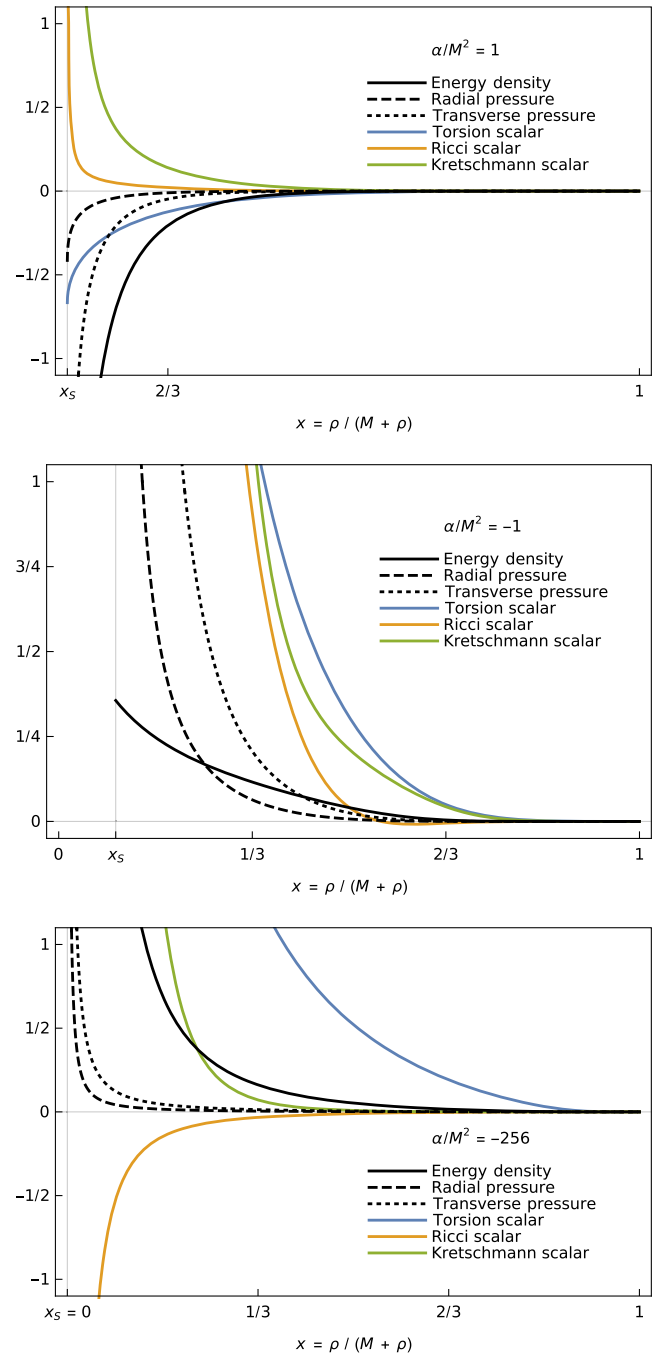 1
α/M² = 1
Energy density
1/2
Radial pressure
Transverse pressure
Torsion scalar
Ricci scalar
Kretschmann scalar
0
−1/2
−1
x_S
2/3
1
x = ρ / (M + ρ)
1
α/M² = −1
Energy density
3/4
Radial pressure
Transverse pressure
Torsion scalar
Ricci scalar
Kretschmann scalar
1/2
1/4
0
0
x_S
1/3
2/3
1
x = ρ / (M + ρ)
1
1/2
0
α/M² = −256
Energy density
Radial pressure
−1/2
Transverse pressure
Torsion scalar
Ricci scalar
Kretschmann scalar
−1
x_S = 0
1/3
2/3
1
x = ρ / (M + ρ)